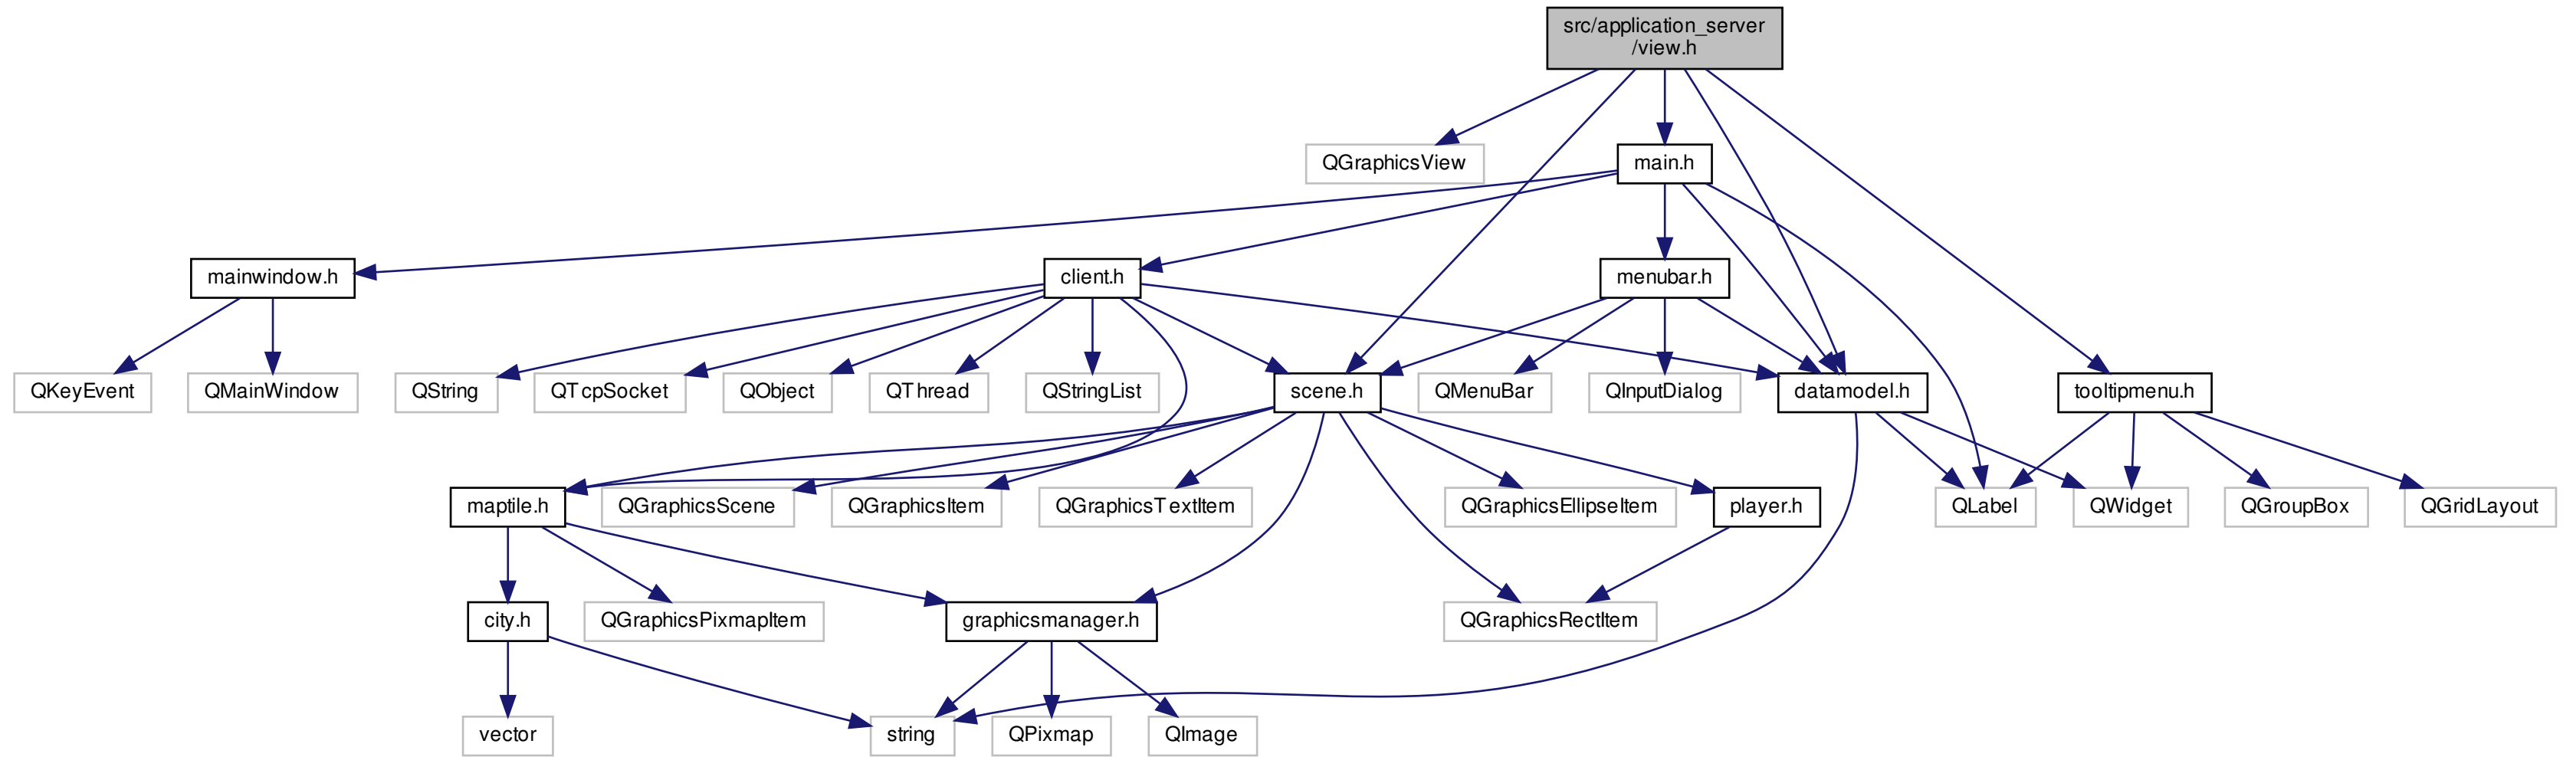 src/application_server
/view.h
QGraphicsView
main.h
mainwindow.h
client.h
menubar.h
QKeyEvent
QMainWindow
QString
QTcpSocket
QObject
QThread
QStringList
scene.h
QMenuBar
QInputDialog
datamodel.h
tooltipmenu.h
maptile.h
QGraphicsScene
QGraphicsItem
QGraphicsTextItem
QGraphicsEllipseItem
player.h
QLabel
QWidget
QGroupBox
QGridLayout
city.h
QGraphicsPixmapItem
graphicsmanager.h
QGraphicsRectItem
vector
string
QPixmap
QImage